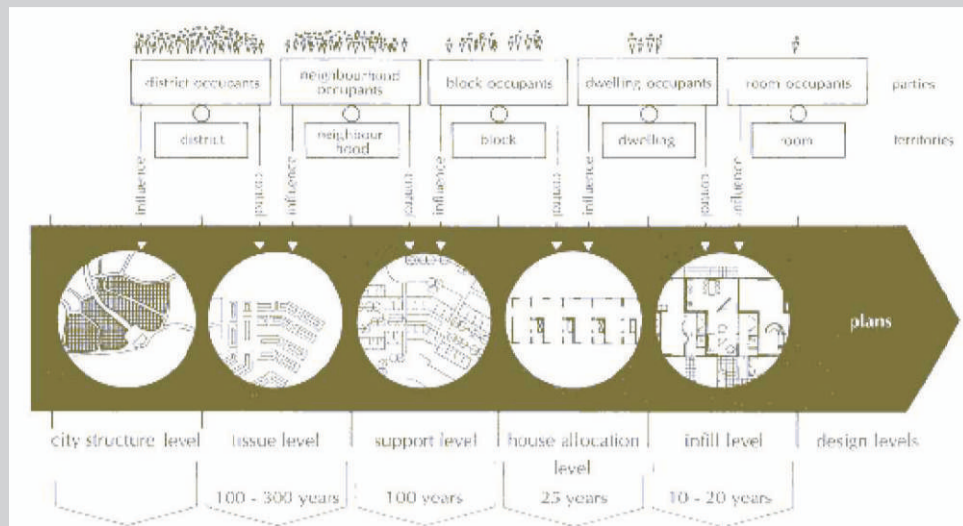 district occupants
neighbourhood
occupants
block occupants
dwelling occupants
room occupants
parties
district
neighbour
hood
block
dwelling
room
territories
influence
control
influence
control
influence
control
influence
control
influence
plans
city structure level
tissue level
support level
house allocation
level
infill level
design levels
100 - 300 years
100 years
25 years
10 - 20 years